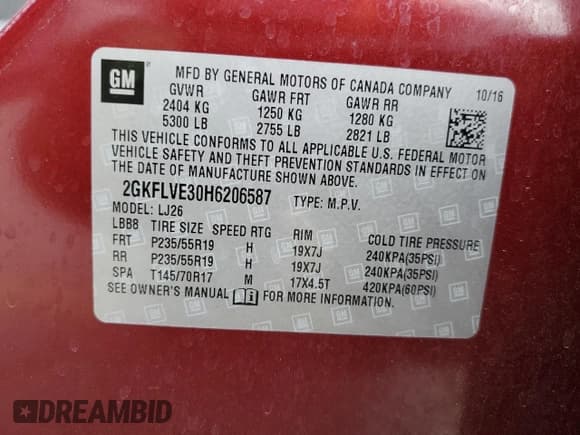 GM
MFD BY GENERAL MOTORS OF CANADA COMPANY 10/16
GVWR GAWR FRT GAWR RR
2404 KG 1250 KG 1280 KG
5300 LB 2755 LB 2821 LB
THIS VEHICLE CONFORMS TO ALL APPLICABLE U.S. FEDERAL MOTOR
VEHICLE SAFETY AND THEFT PREVENTION STANDARDS IN EFFECT ON
THE DATE OF MANUFACTURE SHOWN ABOVE.
2GKFLVE30H6206587 TYPE: M.P.V.
MODEL: LJ26
LBB8 TIRE SIZE SPEED RTG RIM COLD TIRE PRESSURE
FRT P235/55R19 H 19X7J 240KPA(35PSI)
RR P235/55R19 H 19X7J 240KPA(35PSI)
SPA T145/70R17 M 17X4.5T 420KPA(60PSI)
SEE OWNER'S MANUAL FOR MORE INFORMATION.
DREAMBID